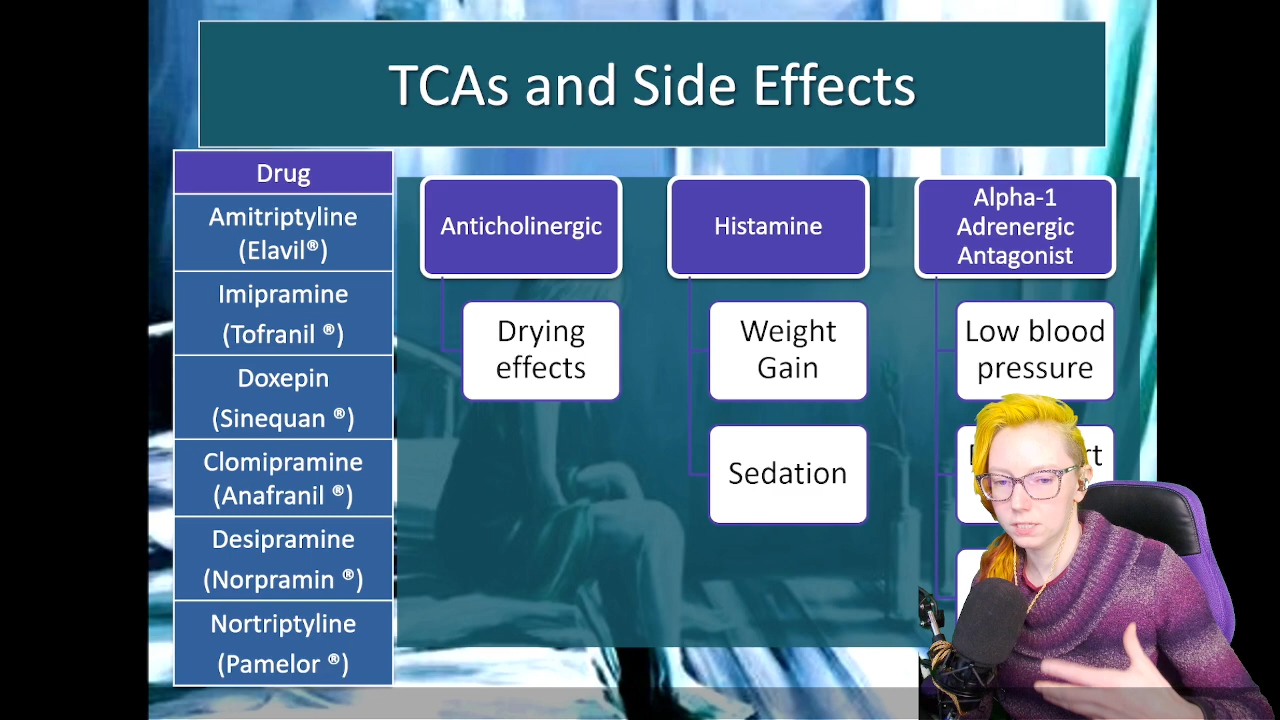 TCAs and Side Effects
Drug
Amitriptyline
(Elavil®)
Imipramine
(Tofranil ®)
Doxepin
(Sinequan ®)
Clomipramine
(Anafranil ®)
Desipramine
(Norpramin ®)
Nortriptyline
(Pamelor ®)
Anticholinergic
Drying
effects
Histamine
Weight
Gain
Sedation
Alpha-1
Adrenergic
Antagonist
Low blood
pressure